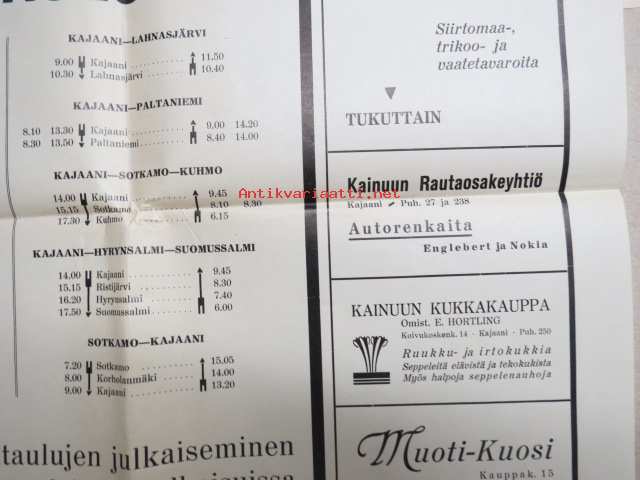 KAJAANI—LAHNASJÄRVI
9.00 Kajaani .......... 11.50
10.30 Lahnasjärvi ...... 10.40
KAJAANI—PALTANIEMI
8.10 13.30 Kajaani .......... 9.00 14.20
8.30 13.50 Paltaniemi ....... 8.40 14.00
KAJAANI—SOTKAMO—KUHMO
14.00 Kajaani .......... 9.45
15.15 Sotkamo .......... 8.10 8.30
17.30 Kuhmo .......... 6.15
KAJAANI—HYRYNSALMI—SUOMUSSALMI
14.00 Kajaani .......... 9.45
15.15 Ristijärvi .......... 8.30
16.20 Hyrynsalmi .......... 7.40
17.50 Suomussalmi .......... 6.00
SOTKAMO—KAJAANI
7.20 Sotkamo .......... 15.05
8.00 Korholanmäki .......... 14.00
9.00 Kajaani .......... 13.20
taulujen julkaiseminen
Siirtomaa-,
trikoo- ja
vaatetavaroita
TUKUTTAIN
Kainuun Rautaosakeyhtiö
Kajaani - Puh. 27 ja 238
Autorenkaita
Englebert ja Nokia
KAINUUN KUKKAKAUPPA
Omist. E. HORTLING
Koivukoskenk. 14 - Kajaani - Puh. 250
Ruukku- ja irtokukkia
Seppeleitä elävistä ja tekokukista
Myös halpoja seppelenauhoja
Muoti-Kuosi
Kauppak. 15
Antikvariaatti.net